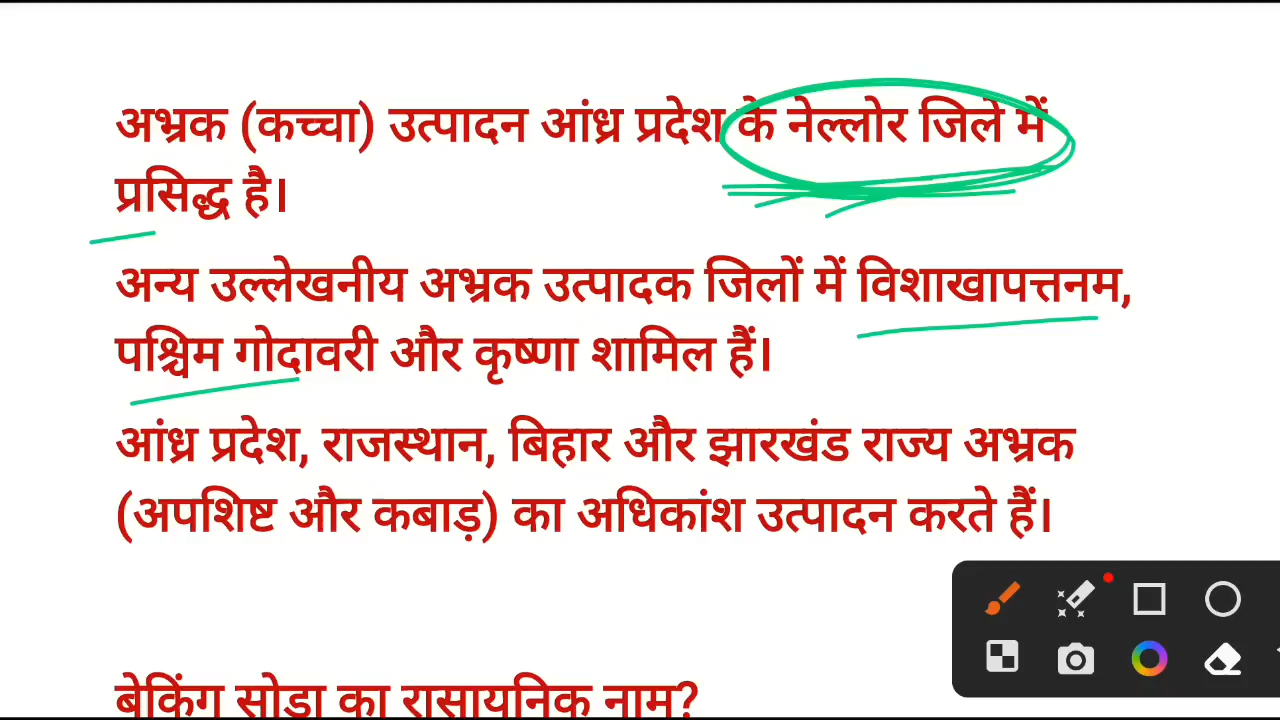 अभ्रक (कच्चा) उत्पादन आंध्र प्रदेश के नेल्लोर जिले में
प्रसिद्ध है।
अन्य उल्लेखनीय अभ्रक उत्पादक जिलों में विशाखापत्तनम,
पश्चिम गोदावरी और कृष्णा शामिल हैं।
आंध्र प्रदेश, राजस्थान, बिहार और झारखंड राज्य अभ्रक
(अपशिष्ट और कबाड़) का अधिकांश उत्पादन करते हैं।
बेकिंग सोडा का रासायनिक नाम?